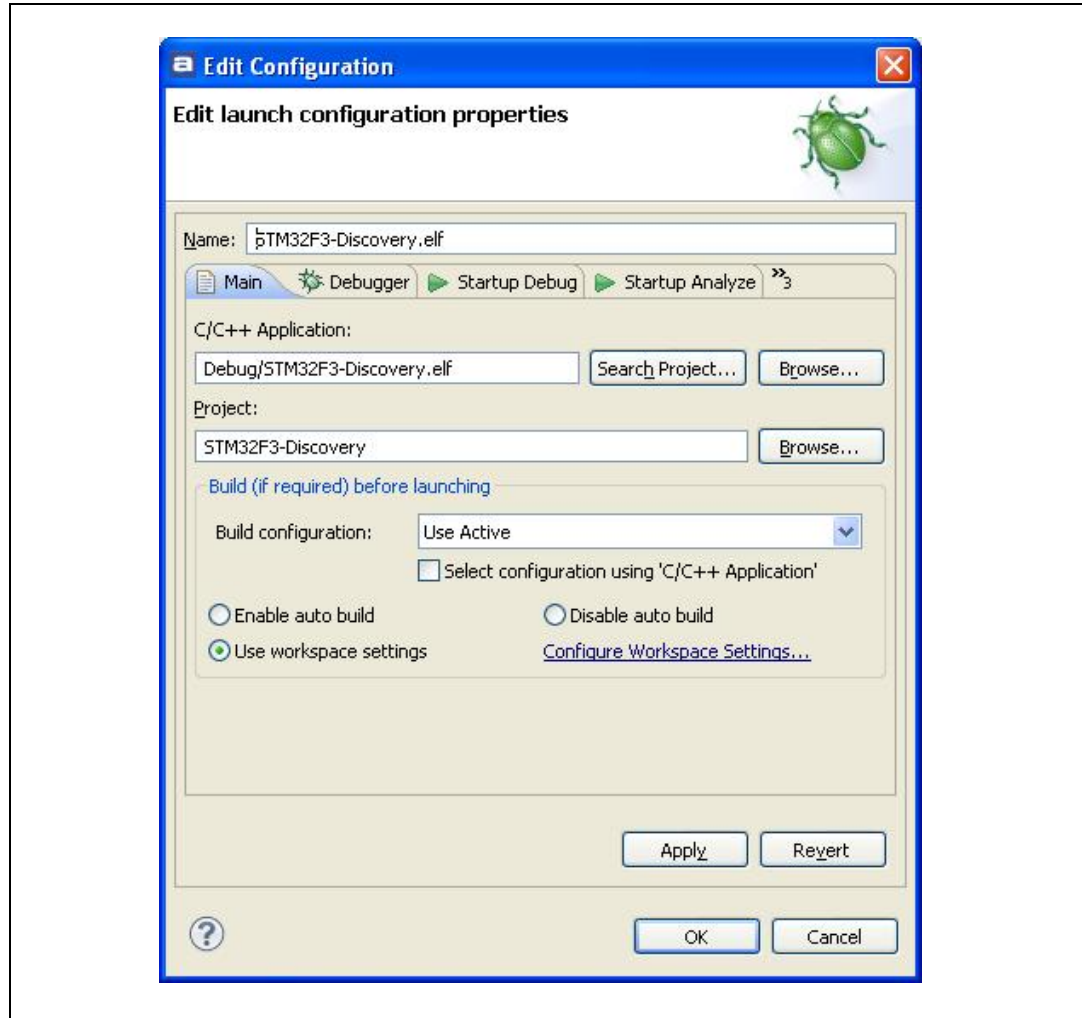 a Edit Configuration
Edit launch configuration properties
Name: STM32F3-Discovery.elf
Main Debugger Startup Debug Startup Analyze »3
C/C++ Application:
Debug/STM32F3-Discovery.elf Search Project... Browse...
Project:
STM32F3-Discovery Browse...
Build (if required) before launching
Build configuration: Use Active
Select configuration using 'C/C++ Application'
Enable auto build Disable auto build
Use workspace settings Configure Workspace Settings...
Apply Revert
? OK Cancel